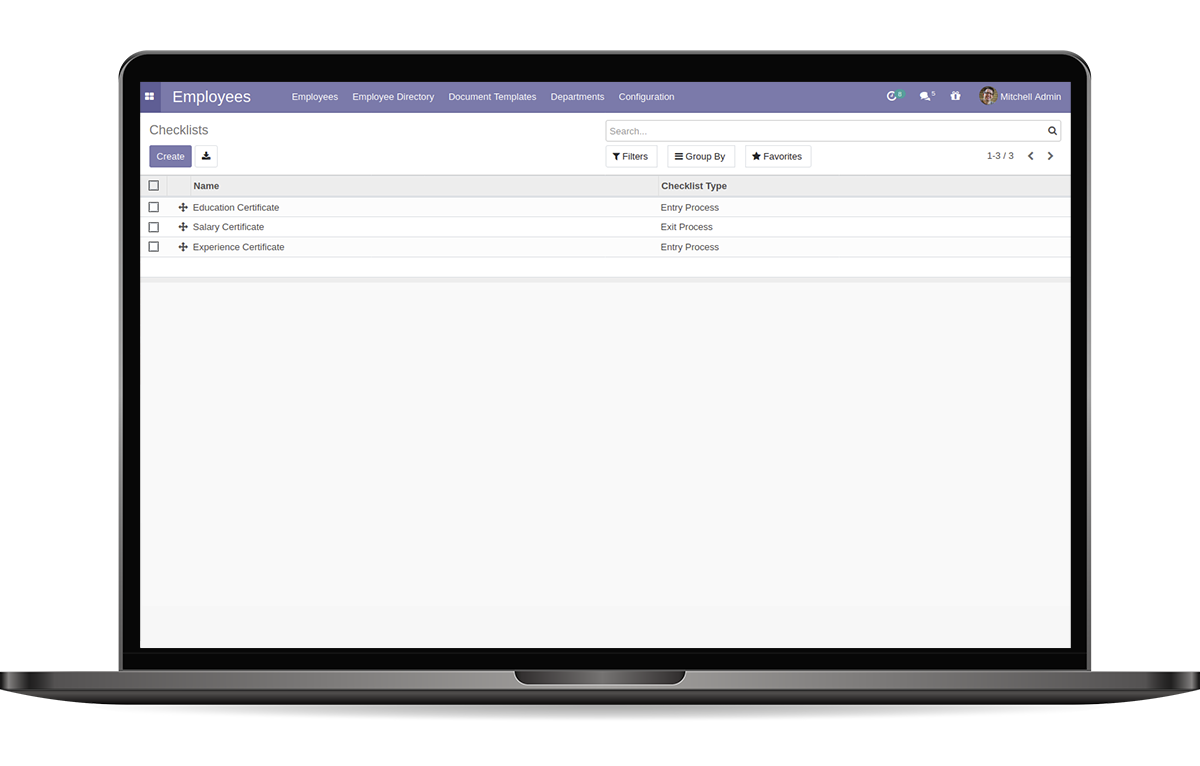 Employees Employees Employee Directory Document Templates Departments Configuration 8 5 Mitchell Admin
Checklists Search...
Create Filters Group By Favorites 1-3 / 3
Name Checklist Type
Education Certificate Entry Process
Salary Certificate Exit Process
Experience Certificate Entry Process